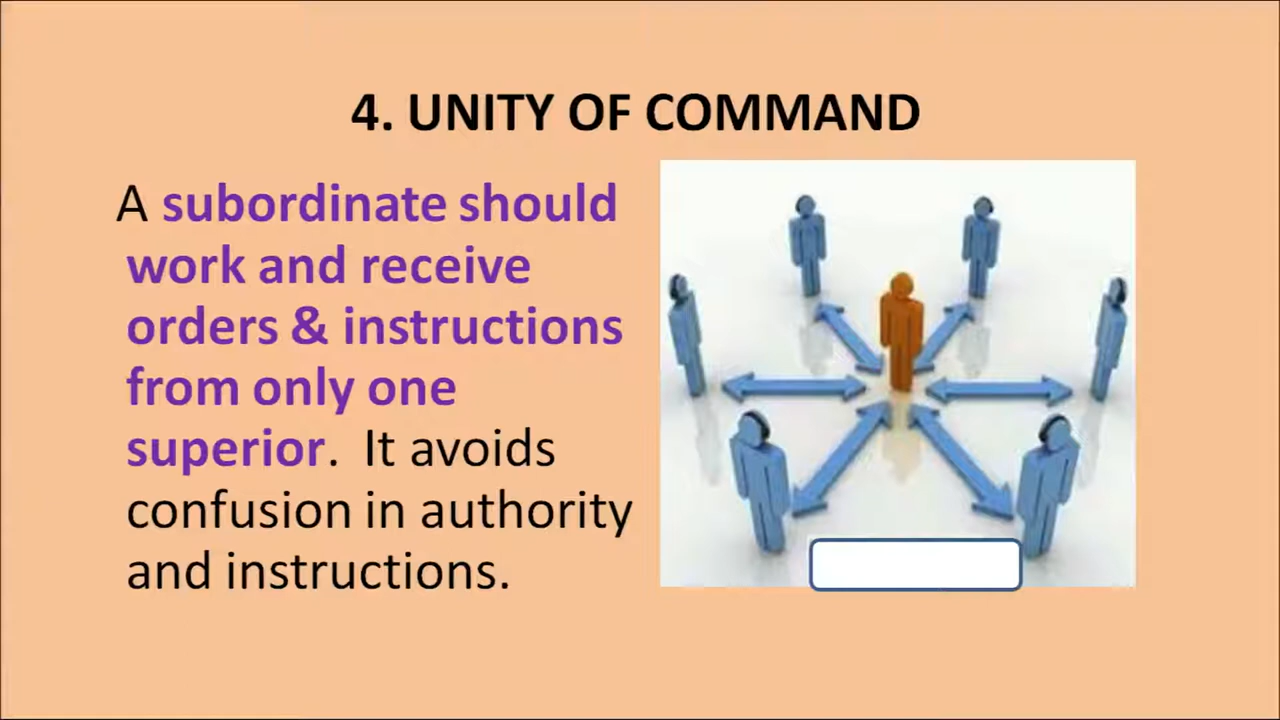 4. UNITY OF COMMAND
A subordinate should
work and receive
orders & instructions
from only one
superior. It avoids
confusion in authority
and instructions.